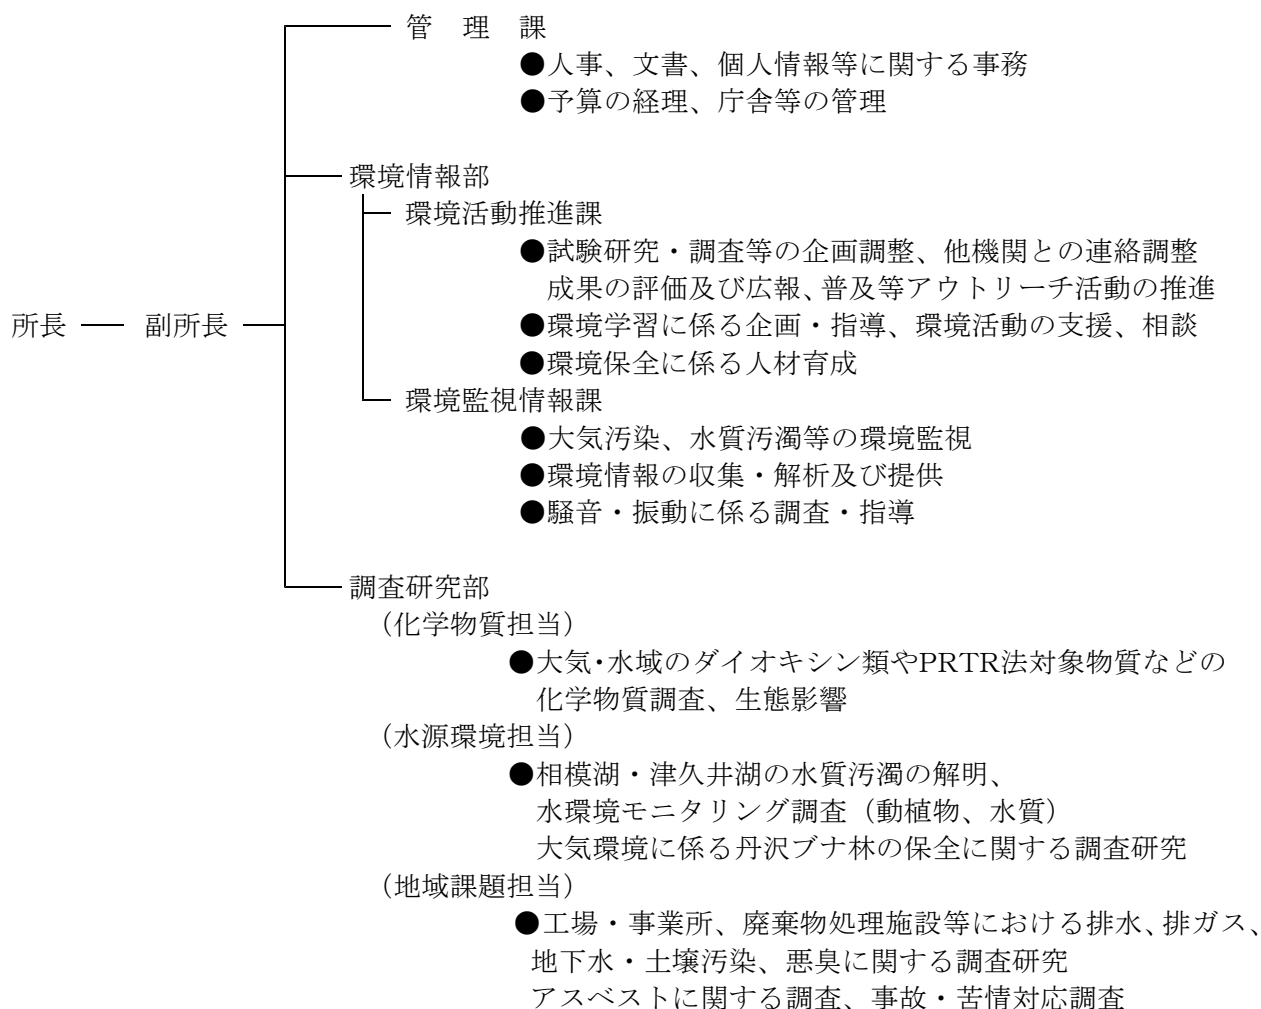 管　理　課
●人事、文書、個人情報等に関する事務
●予算の経理、庁舎等の管理
環境情報部
環境活動推進課
●試験研究・調査等の企画調整、他機関との連絡調整
成果の評価及び広報、普及等アウトリーチ活動の推進
所長 副所長
●環境学習に係る企画・指導、環境活動の支援、相談
●環境保全に係る人材育成
環境監視情報課
●大気汚染、水質汚濁等の環境監視
●環境情報の収集・解析及び提供
●騒音・振動に係る調査・指導
調査研究部
（化学物質担当）
●大気・水域のダイオキシン類やPRTR法対象物質などの
化学物質調査、生態影響
（水源環境担当）
●相模湖・津久井湖の水質汚濁の解明、
水環境モニタリング調査（動植物、水質）
大気環境に係る丹沢ブナ林の保全に関する調査研究
（地域課題担当）
●工場・事業所、廃棄物処理施設等における排水、排ガス、
地下水・土壌汚染、悪臭に関する調査研究
アスベストに関する調査、事故・苦情対応調査